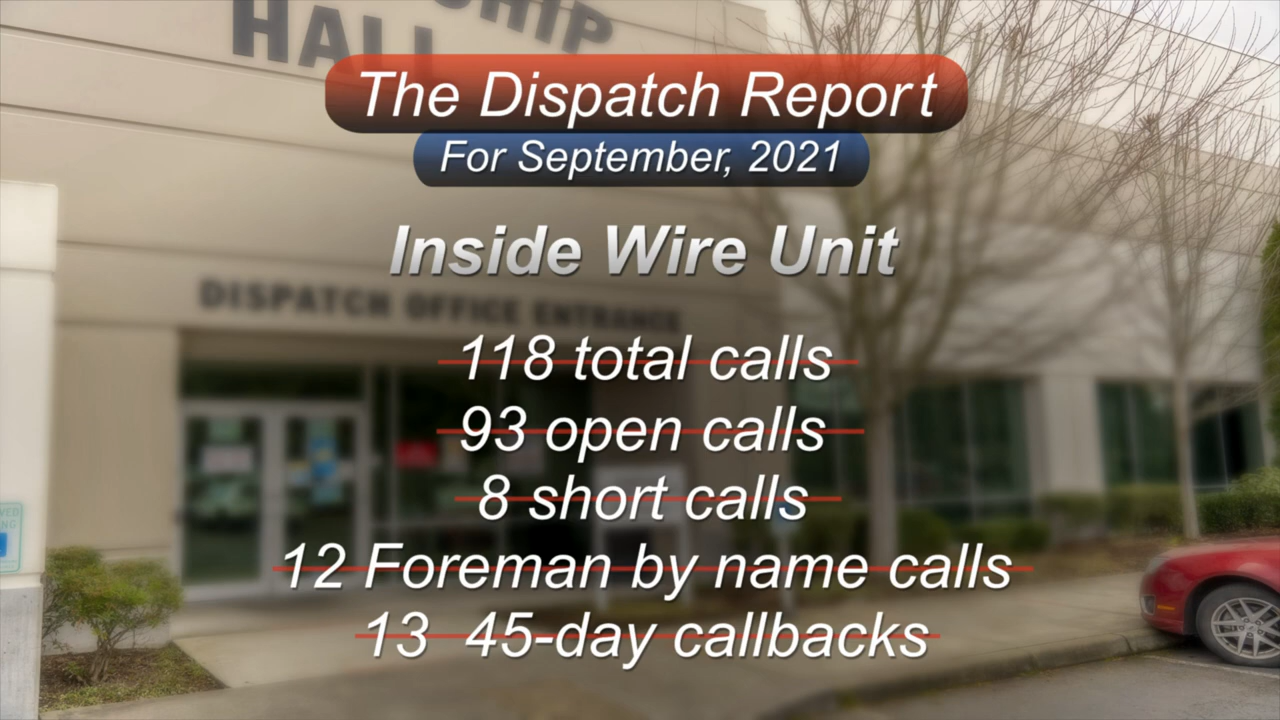 SHIP
HALL
The Dispatch Report
For September, 2021
Inside Wire Unit
DISPATCH OFFICE ENTRANCE
118 total calls
93 open calls
8 short calls
12 Foreman by name calls
13 45-day callbacks